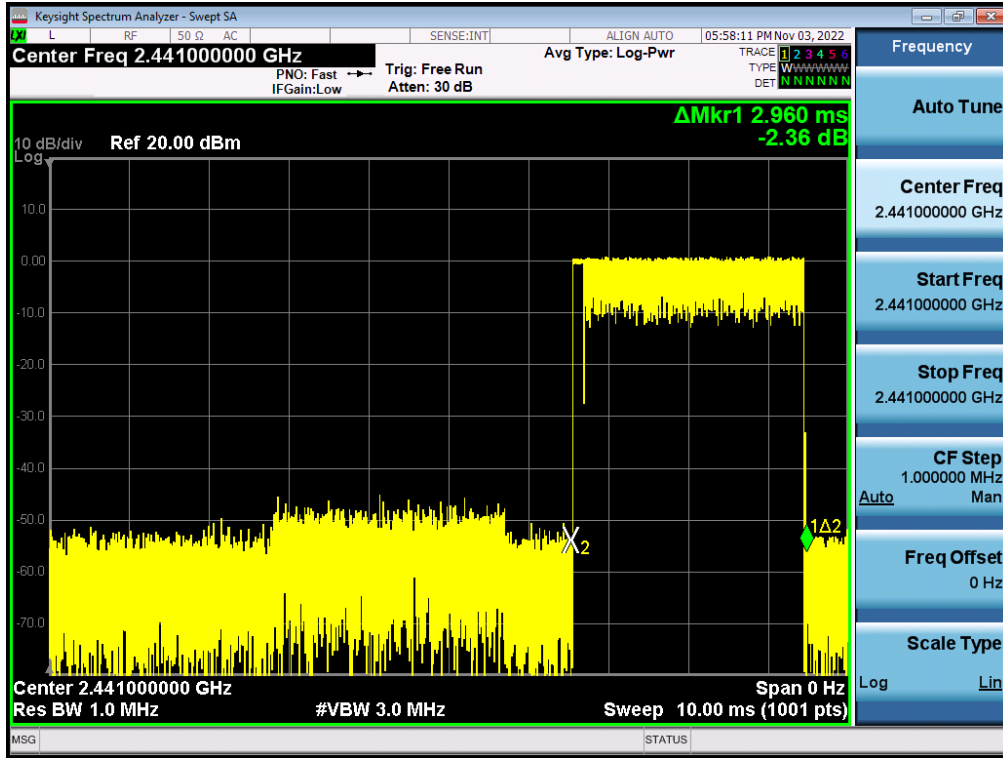 Keysight Spectrum Analyzer - Swept SA
LXI L RF 50 Ω AC SENSE:INT ALIGN AUTO 05:58:11 PM Nov 03, 2022
Center Freq 2.441000000 GHz
PNO: Fast
IFGain:Low
Trig: Free Run
Atten: 30 dB
Avg Type: Log-Pwr
TRACE 1 2 3 4 5 6
TYPE WWWWWW
DET N N N N N N
ΔMkr1 2.960 ms
-2.36 dB
10 dB/div Ref 20.00 dBm
Log
10.0
0.00
-10.0
-20.0
-30.0
-40.0
-50.0
-60.0
-70.0
2
1Δ2
Center 2.441000000 GHz Span 0 Hz
Res BW 1.0 MHz #VBW 3.0 MHz Sweep 10.00 ms (1001 pts)
MSG STATUS
Frequency
Auto Tune
Center Freq
2.441000000 GHz
Start Freq
2.441000000 GHz
Stop Freq
2.441000000 GHz
CF Step
1.000000 MHz
Auto Man
Freq Offset
0 Hz
Scale Type
Log Lin